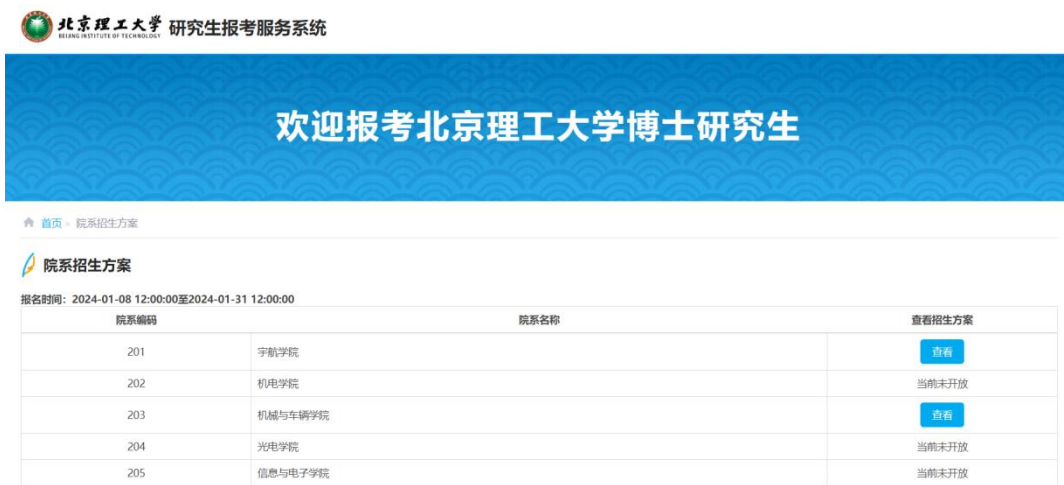 北京理工大学 研究生报考服务系统
BEIJING INSTITUTE OF TECHNOLOGY
欢迎报考北京理工大学博士研究生
首页 > 院系招生方案
院系招生方案
报名时间：2024-01-08 12:00:00至2024-01-31 12:00:00
院系编码 院系名称 查看招生方案
201 宇航学院 查看
202 机电学院 当前未开放
203 机械与车辆学院 查看
204 光电学院 当前未开放
205 信息与电子学院 当前未开放